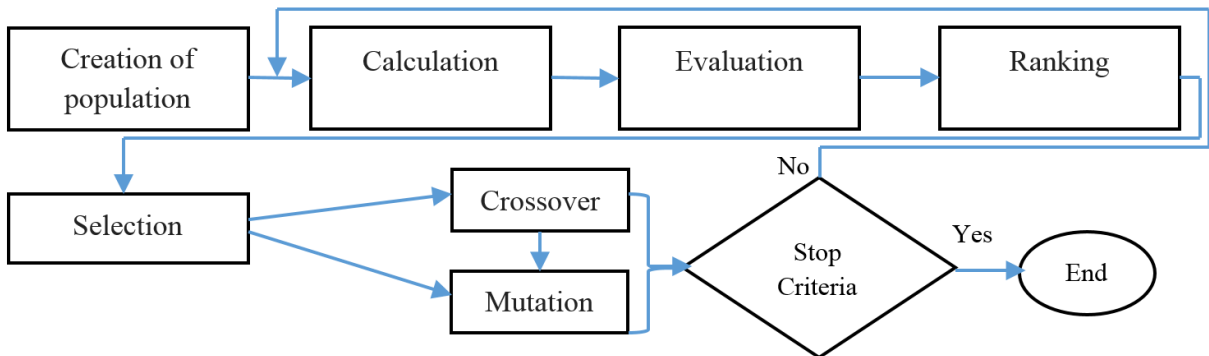 Creation of
population
Calculation
Evaluation
Ranking
Selection
Crossover
Mutation
No
Stop
Criteria
Yes
End